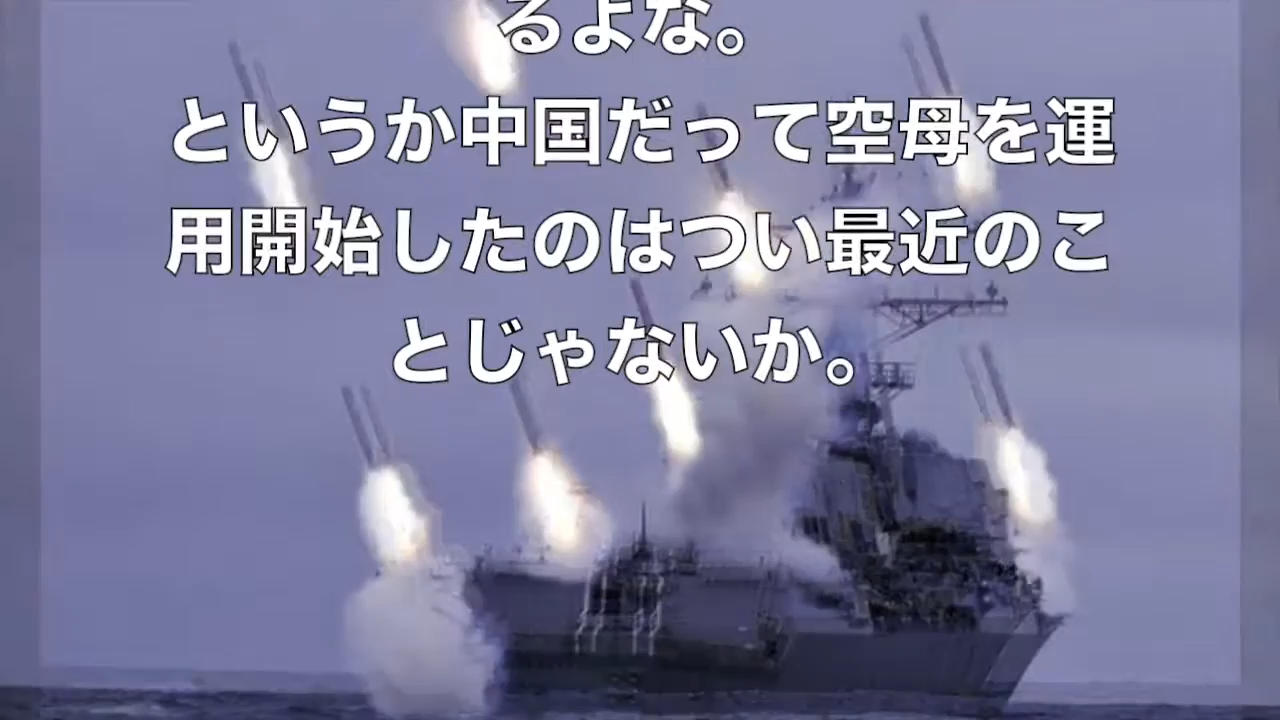 るよな。
というか中国だって空母を運
用開始したのはつい最近のこ
とじゃないか。